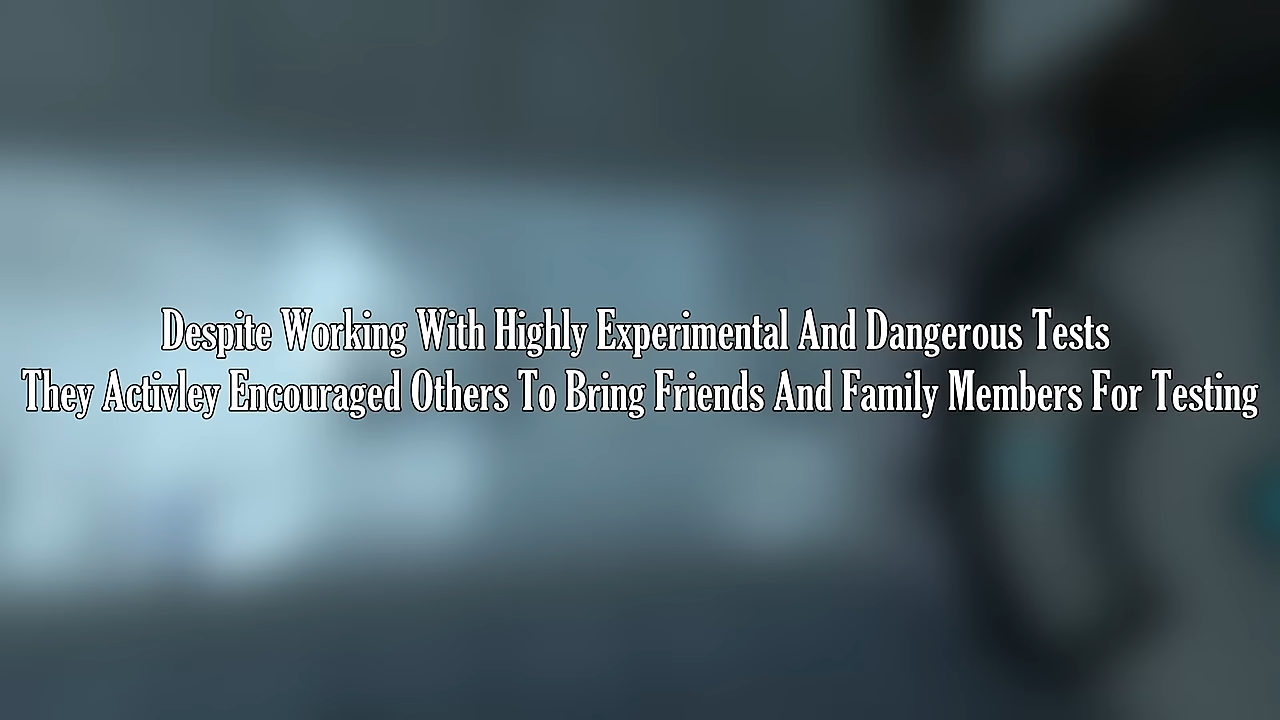 Despite Working With Highly Experimental And Dangerous Tests
They Activley Encouraged Others To Bring Friends And Family Members For Testing